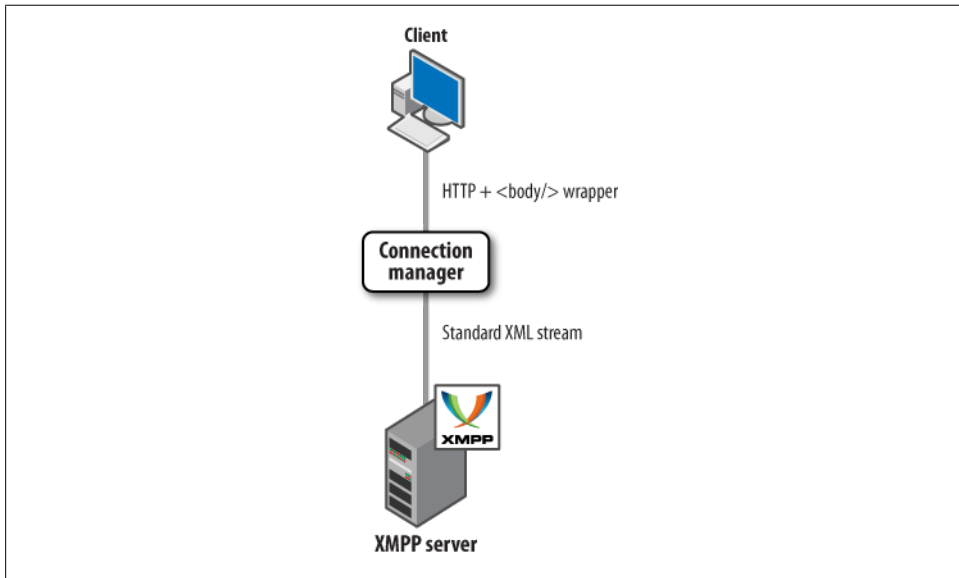 Client
HTTP + <body/> wrapper
Connection
manager
Standard XML stream
XMPP
XMPP server